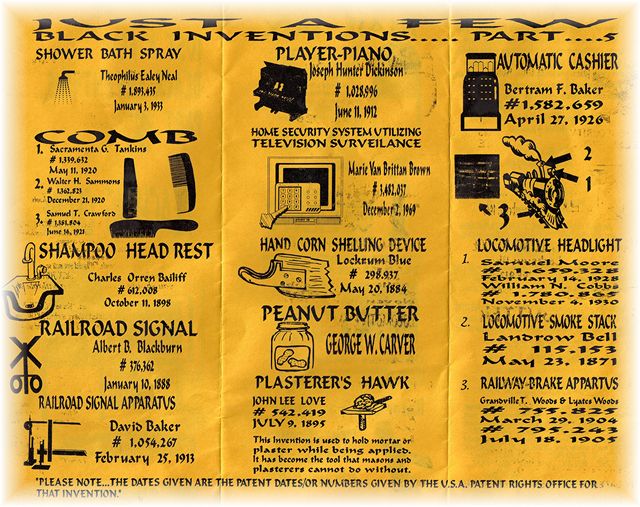 JUST A FEW
BLACK INVENTIONS..... PART....5
SHOWER BATH SPRAY
Theophilus Ealey Neal
# 1,893,435
January 3, 1933
COMB
1. Sacramenta G. Tankins
# 1,339,632
May 11, 1920
2. Walter H. Sammons
# 1,362,823
December 21, 1920
3. Samuel T. Crawford
# 1,381,804
June 14, 1921
SHAMPOO HEAD REST
Charles Orren Bailiff
# 612,008
October 11, 1898
RAILROAD SIGNAL
Albert B. Blackburn
# 376,362
January 10, 1888
RAILROAD SIGNAL APPARATUS
David Baker
# 1,054,267
February 25, 1913
PLAYER-PIANO
Joseph Hunter Dickinson
# 1,028,996
June 11, 1912
HOME SECURITY SYSTEM UTILIZING
TELEVISION SURVEILANCE
Marie Van Brittan Brown
# 3,482,037
December 2, 1969
HAND CORN SHELLING DEVICE
Lockrum Blue
# 298,937
May 20, 1884
PEANUT BUTTER
GEORGE W. CARVER
PLASTERER'S HAWK
JOHN LEE LOVE
# 542,419
JULY 9, 1895
This Invention is used to hold mortar or
plaster while being applied.
It has become the tool that masons and
plasterers cannot do without.
AUTOMATIC CASHIER
Bertram F. Baker
#1,582,659
April 27, 1926
1
2
3
LOCOMOTIVE HEADLIGHT
1. Samuel Moore
# 1,659,328
February 14, 1928
William N. Cobbs
# 1,780,865
November 4, 1930
2. LOCOMOTIVE SMOKE STACK
Landrow Bell
# 115,153
May 23, 1871
3. RAILWAY-BRAKE APPARTUS
Grandville T. Woods & Lyates Woods
# 755,825
March 29, 1904
# 795,243
July 18, 1905
"PLEASE NOTE...THE DATES GIVEN ARE THE PATENT DATES/OR NUMBERS GIVEN BY THE U.S.A. PATENT RIGHTS OFFICE FOR
THAT INVENTION."